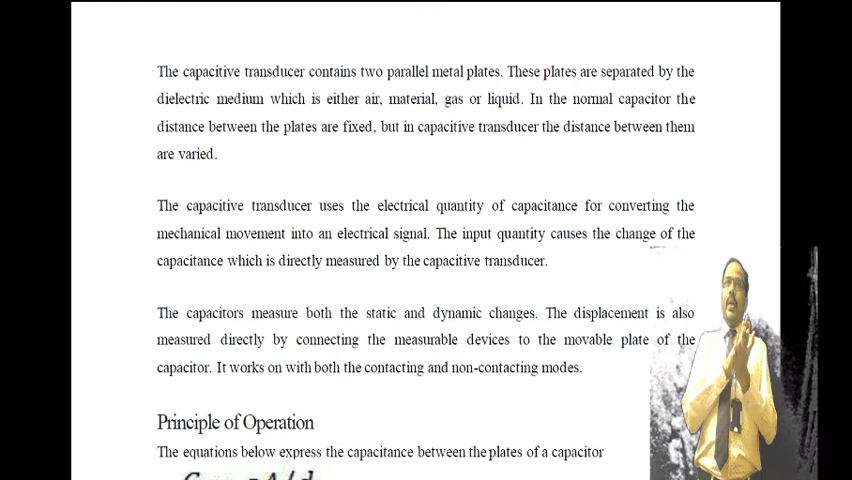 The capacitive transducer contains two parallel metal plates. These plates are separated by the
dielectric medium which is either air, material, gas or liquid. In the normal capacitor the
distance between the plates are fixed, but in capacitive transducer the distance between them
are varied.
The capacitive transducer uses the electrical quantity of capacitance for converting the
mechanical movement into an electrical signal. The input quantity causes the change of the
capacitance which is directly measured by the capacitive transducer.
The capacitors measure both the static and dynamic changes. The displacement is also
measured directly by connecting the measurable devices to the movable plate of the
capacitor. It works on with both the contacting and non-contacting modes.
Principle of Operation
The equations below express the capacitance between the plates of a capacitor